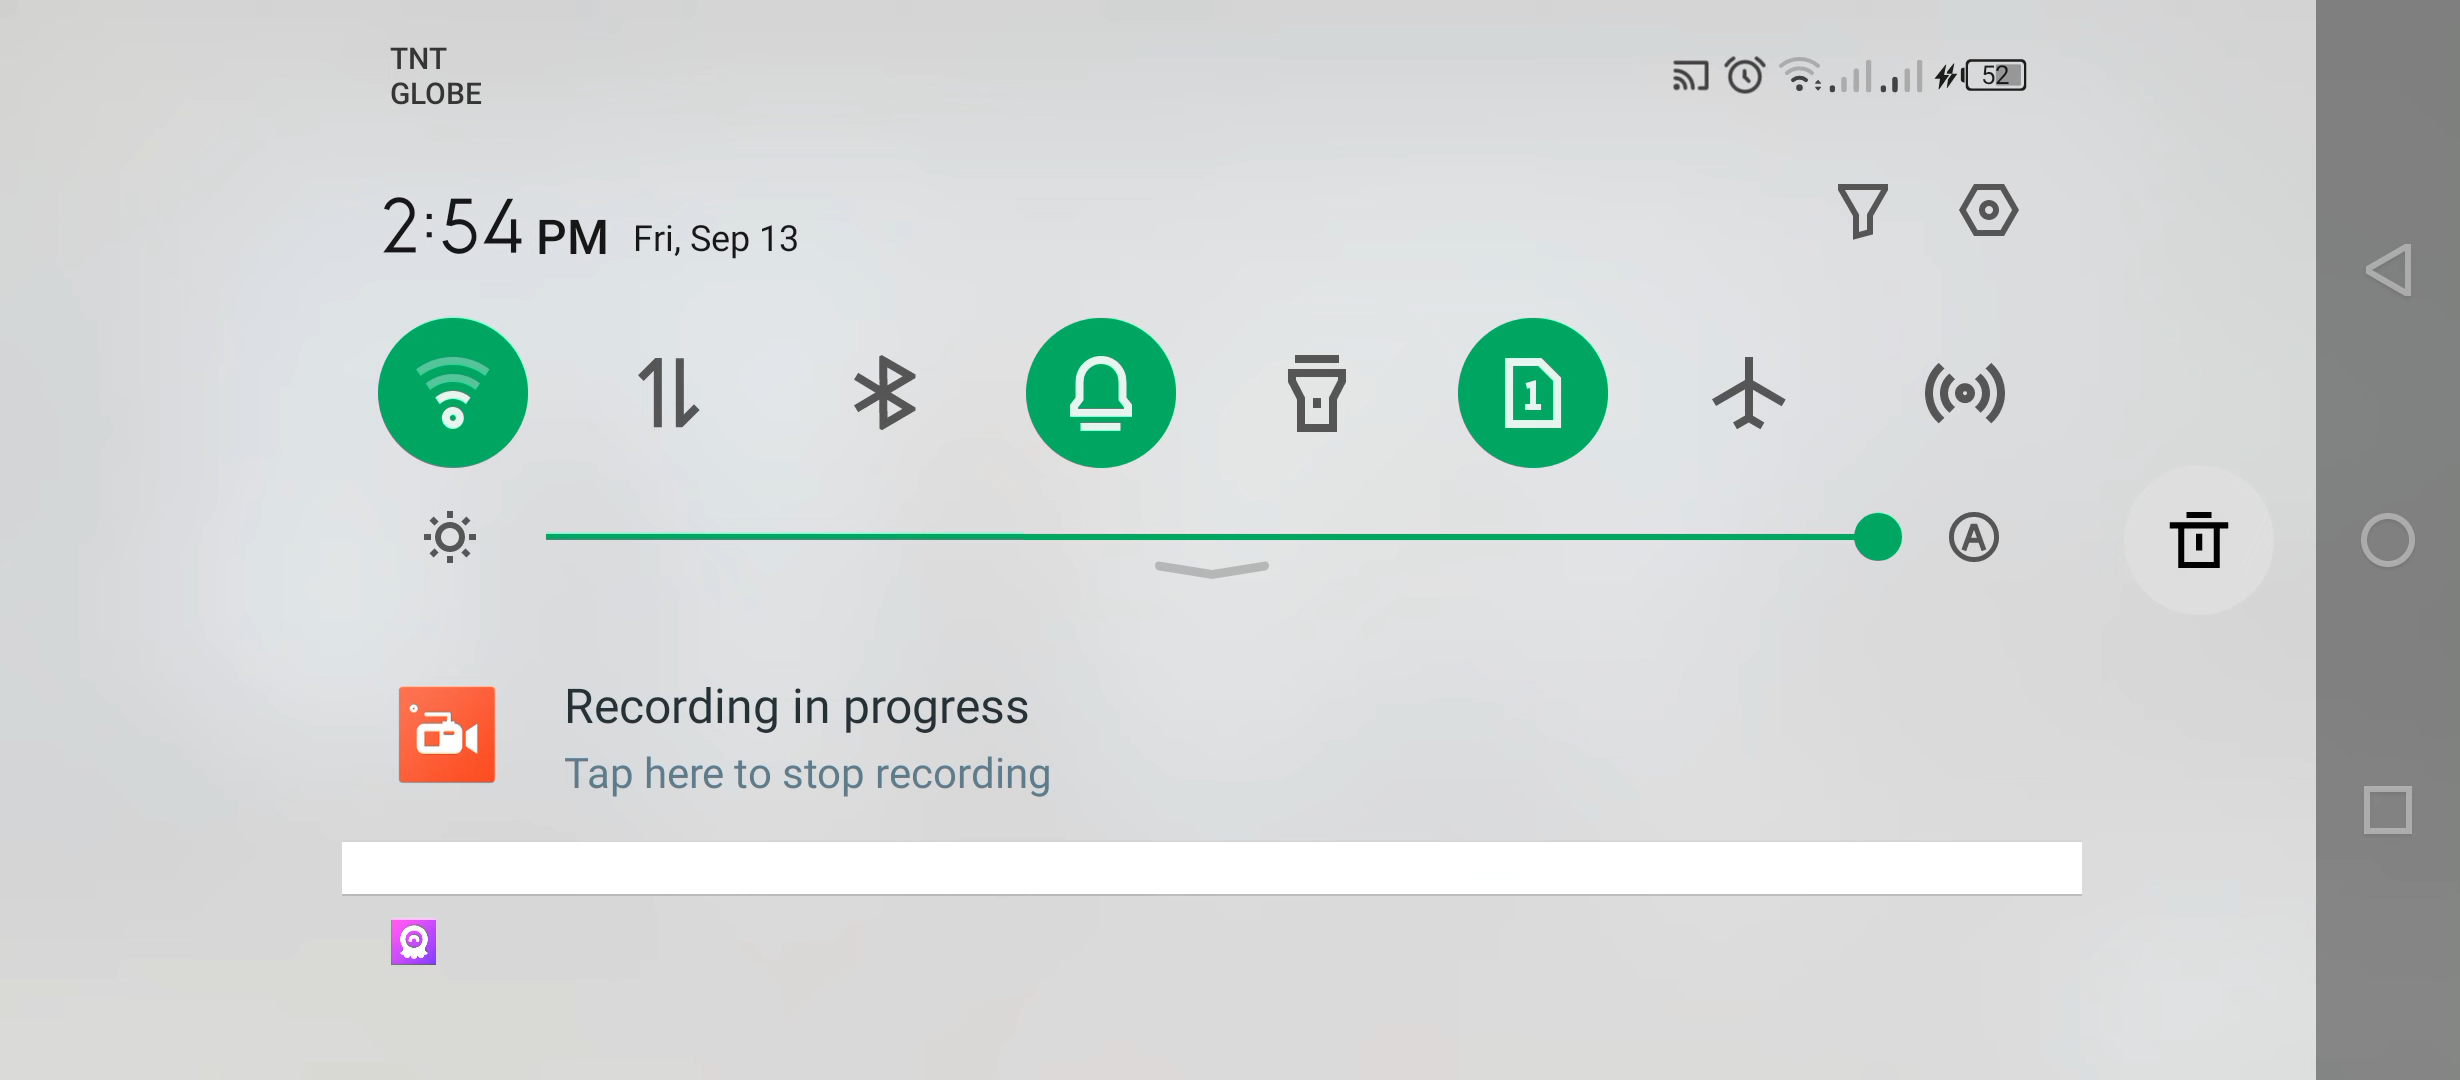 TNT
GLOBE
52
2:54 PM Fri, Sep 13
1
A
Recording in progress
Tap here to stop recording